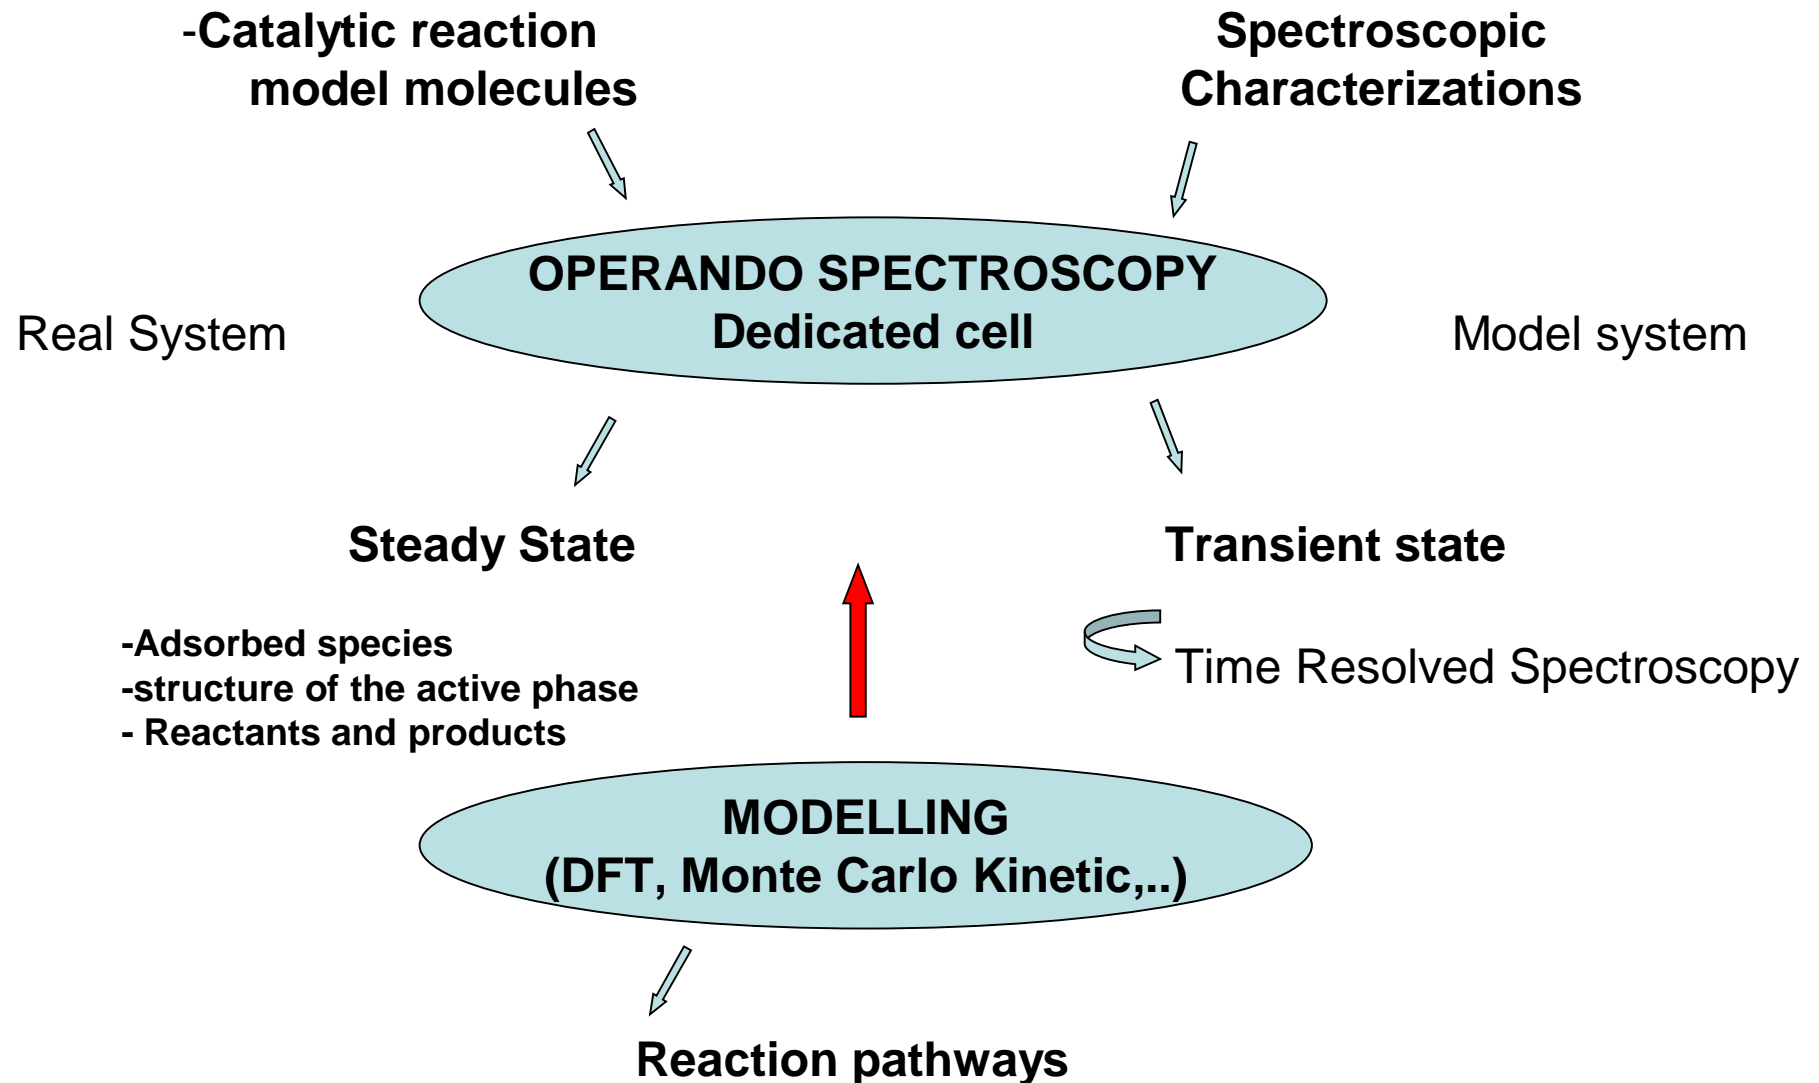 -Catalytic reaction
model molecules
Spectroscopic
Characterizations
OPERANDO SPECTROSCOPY
Dedicated cell
Real System
Model system
Steady State
Transient state
-Adsorbed species
-structure of the active phase
- Reactants and products
Time Resolved Spectroscopy
MODELLING
(DFT, Monte Carlo Kinetic,..)
Reaction pathways